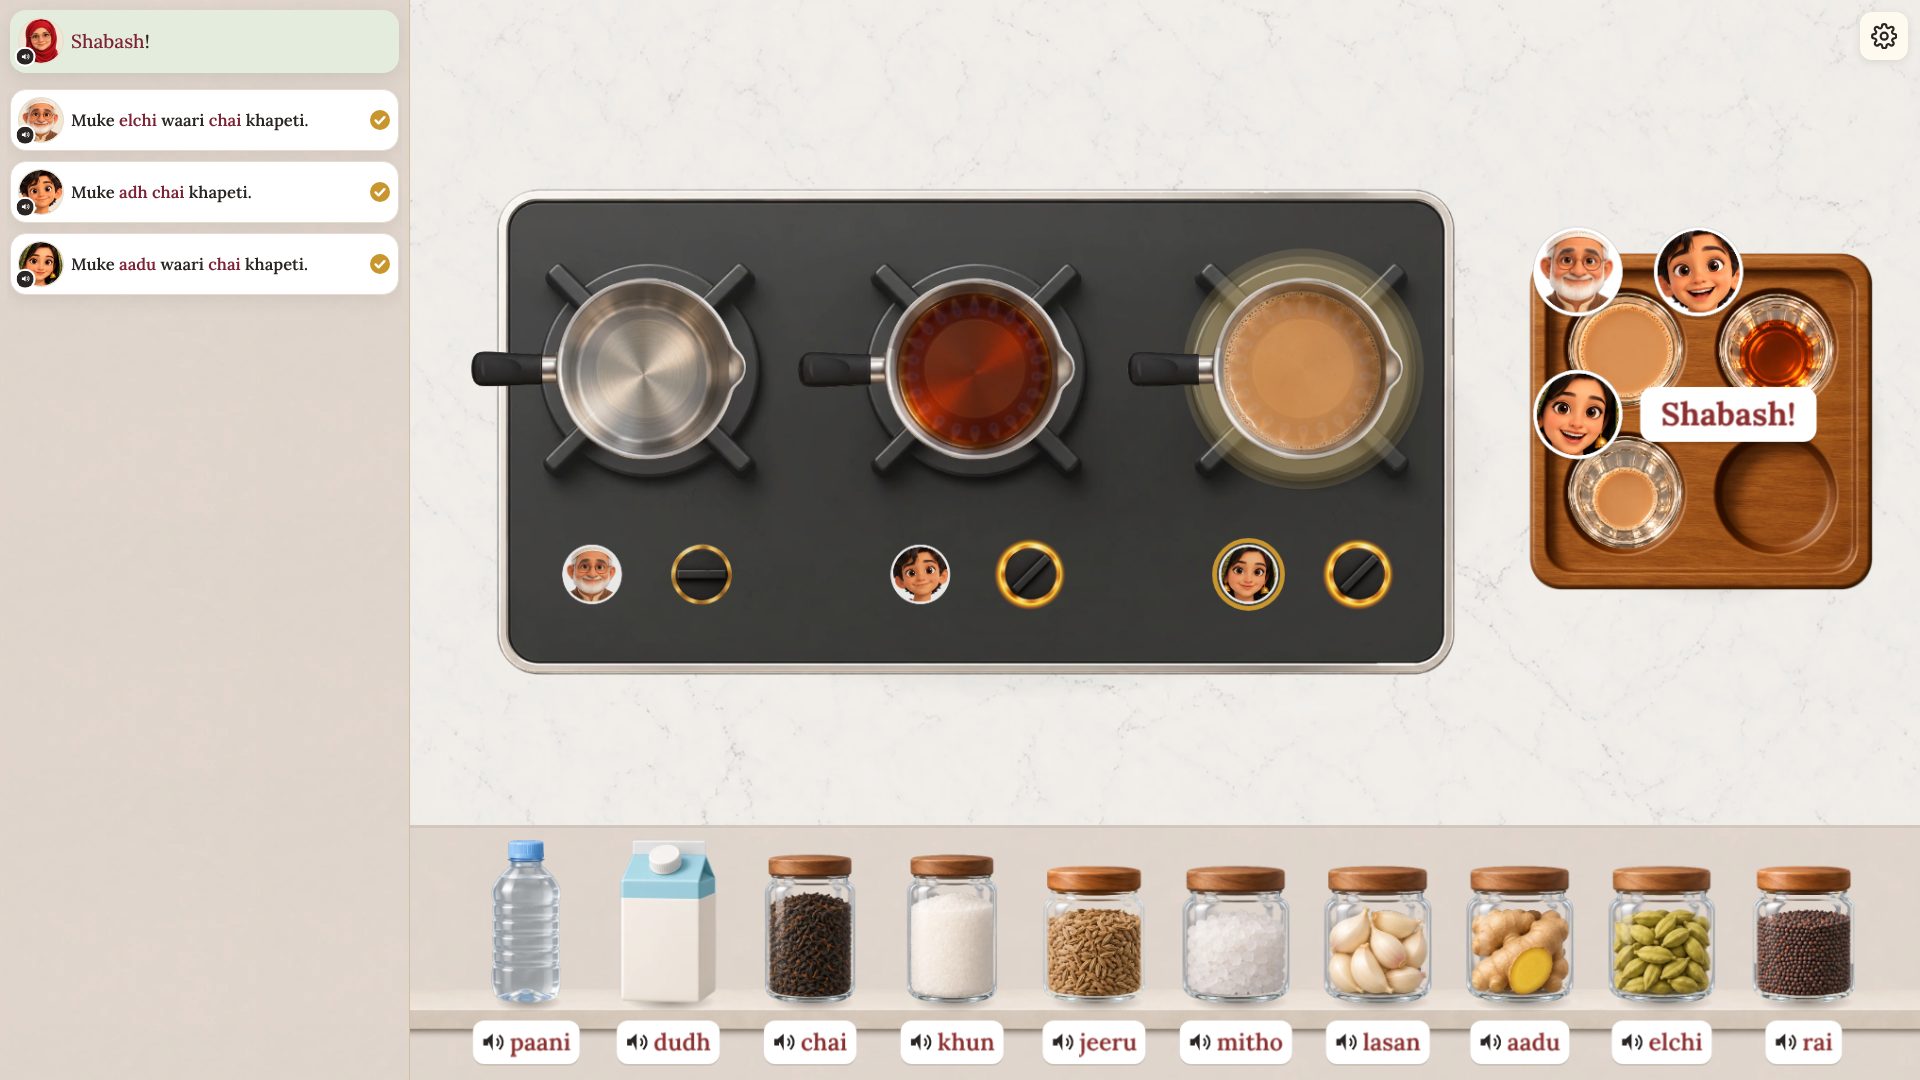 Shabash!
Muke elchi waari chai khapeti.
Muke adh chai khapeti.
Muke aadu waari chai khapeti.
Shabash!
paani
dudh
chai
khun
jeeru
mitho
lasan
aadu
elchi
rai